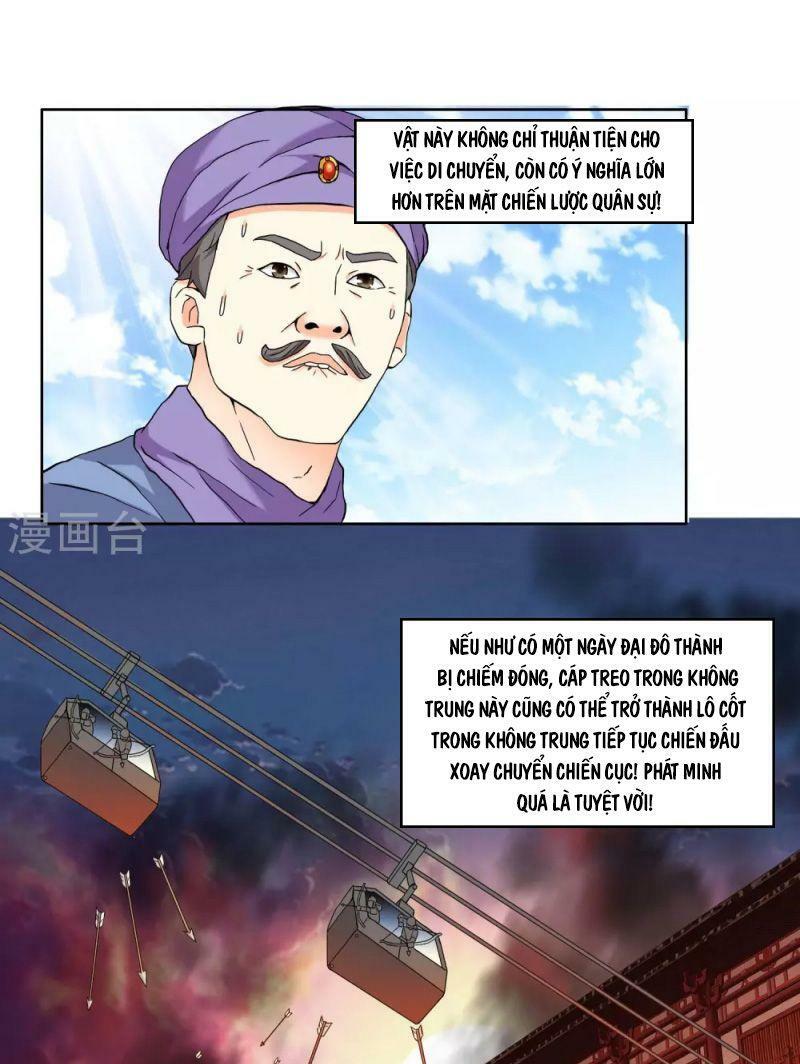 VẬT NÀY KHÔNG CHỈ THUẬN TIỆN CHO
VIỆC DI CHUYỂN, CÒN CÓ Ý NGHĨA LỚN
HƠN TRÊN MẶT CHIẾN LƯỢC QUÂN SỰ!
漫画台
NẾU NHƯ CÓ MỘT NGÀY ĐẠI ĐÔ THÀNH
BỊ CHIẾM ĐÓNG, CÁP TREO TRONG KHÔNG
TRUNG NÀY CŨNG CÓ THỂ TRỞ THÀNH LÔ CỐT
TRONG KHÔNG TRUNG TIẾP TỤC CHIẾN ĐẤU
XOAY CHUYỂN CHIẾN CỤC! PHÁT MINH
QUÁ LÀ TUYỆT VỜI!